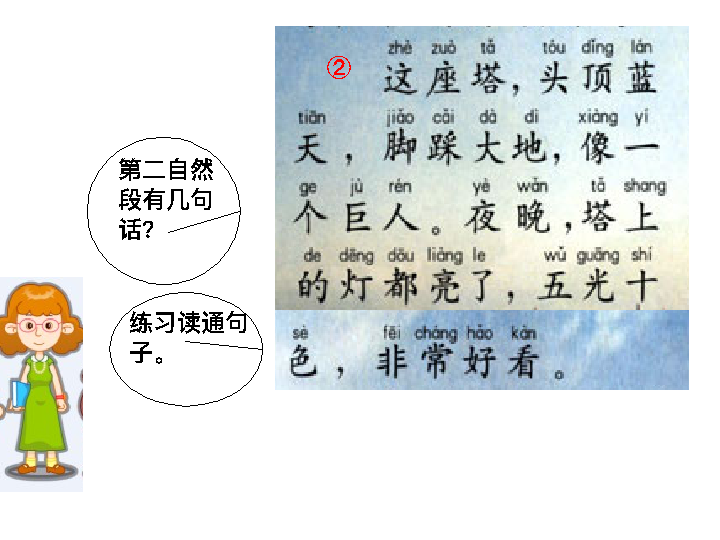 ②
zhè zuò tǎ tóu dǐng lán
这座塔，头顶蓝
tiān jiǎo cǎi dà dì xiàng yí
天，脚踩大地，像一
ge jù rén yè wǎn tǎ shang
个巨人。夜晚，塔上
de dēng dōu liàng le wǔ guāng shí
的灯都亮了，五光十
sè fēi cháng hǎo kàn
色，非常好看。
第二自然
段有几句
话？
练习读通句
子。